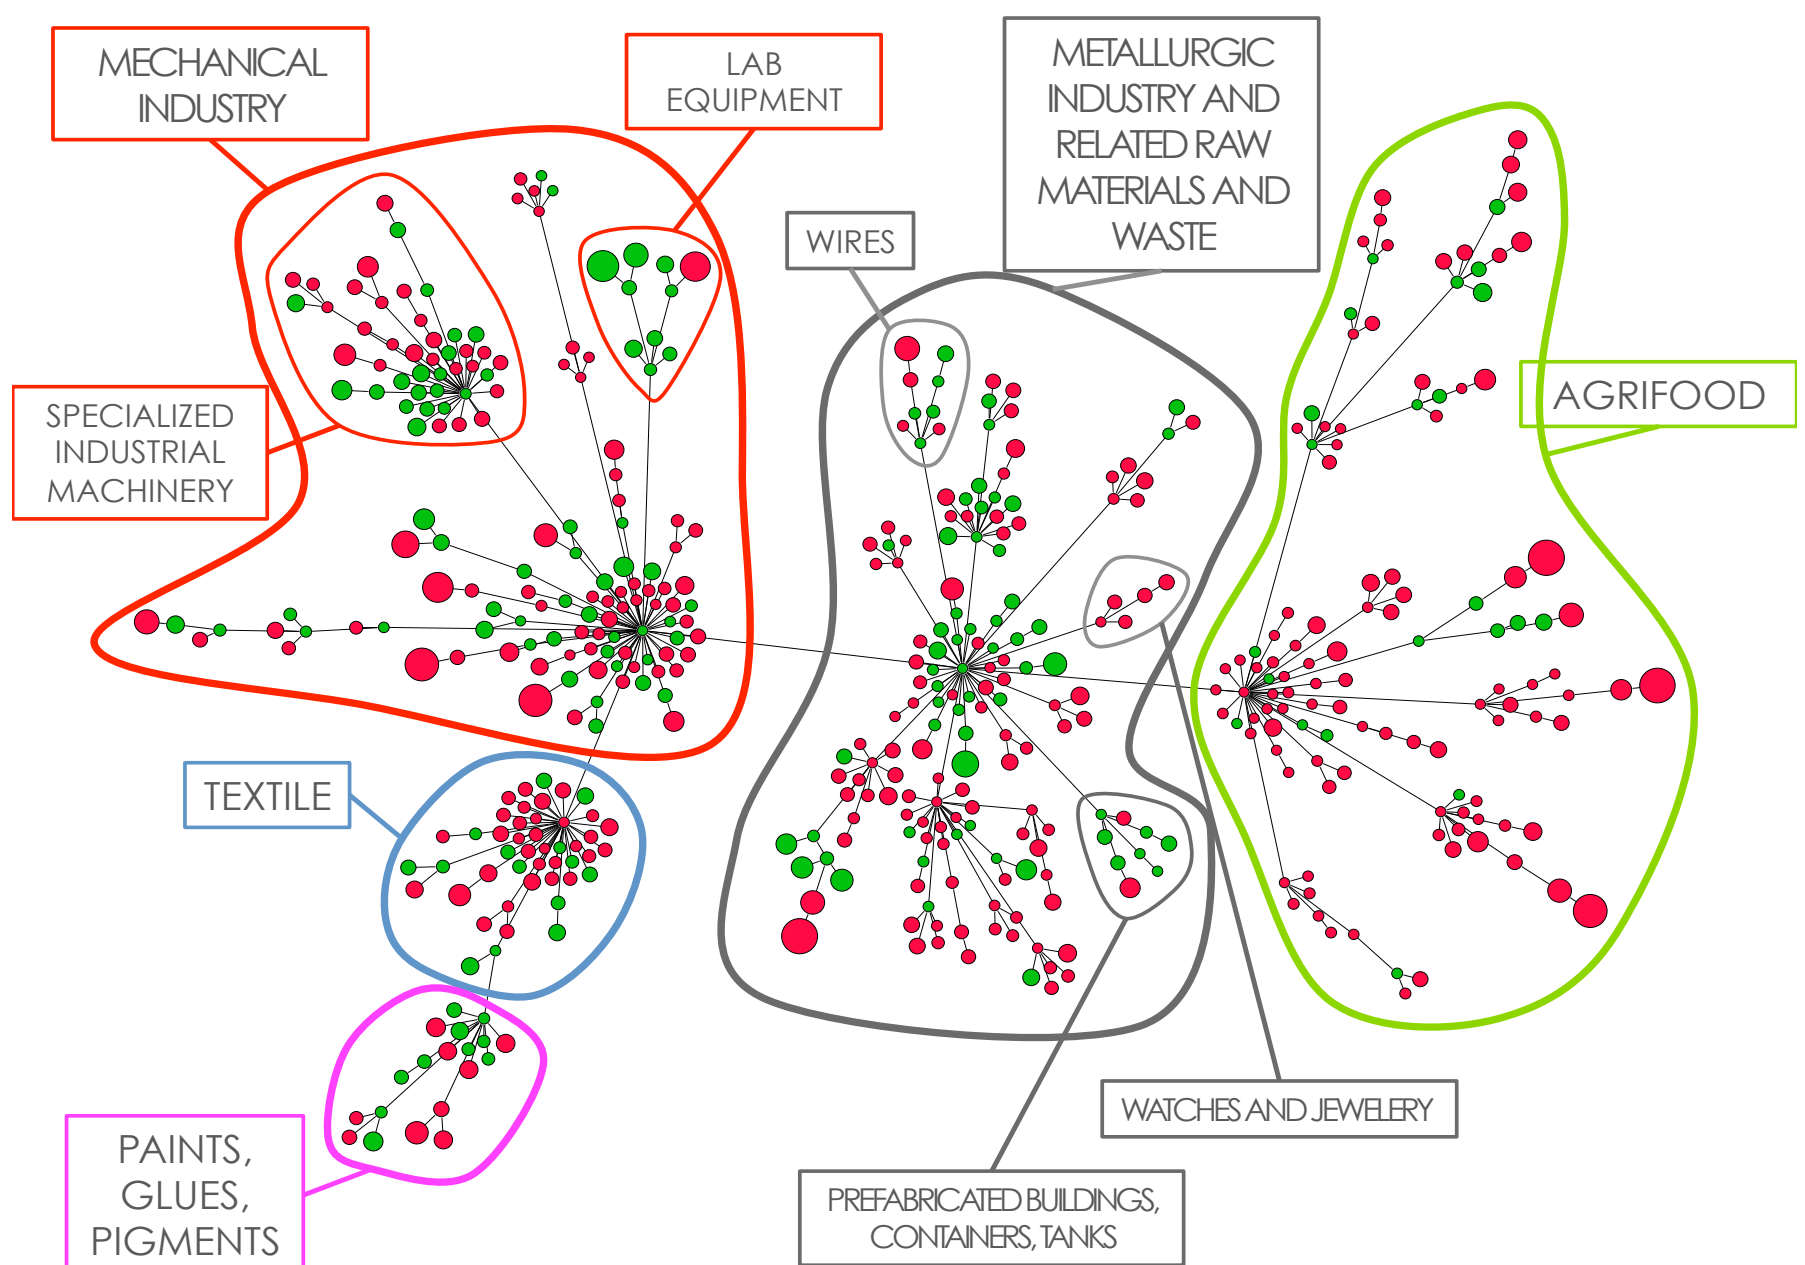 MECHANICAL
INDUSTRY
LAB
EQUIPMENT
METALLURGIC
INDUSTRY AND
RELATED RAW
MATERIALS AND
WASTE
WIRES
AGRIFOOD
SPECIALIZED
INDUSTRIAL
MACHINERY
TEXTILE
WATCHES AND JEWELERY
PAINTS,
GLUES,
PIGMENTS
PREFABRICATED BUILDINGS,
CONTAINERS, TANKS